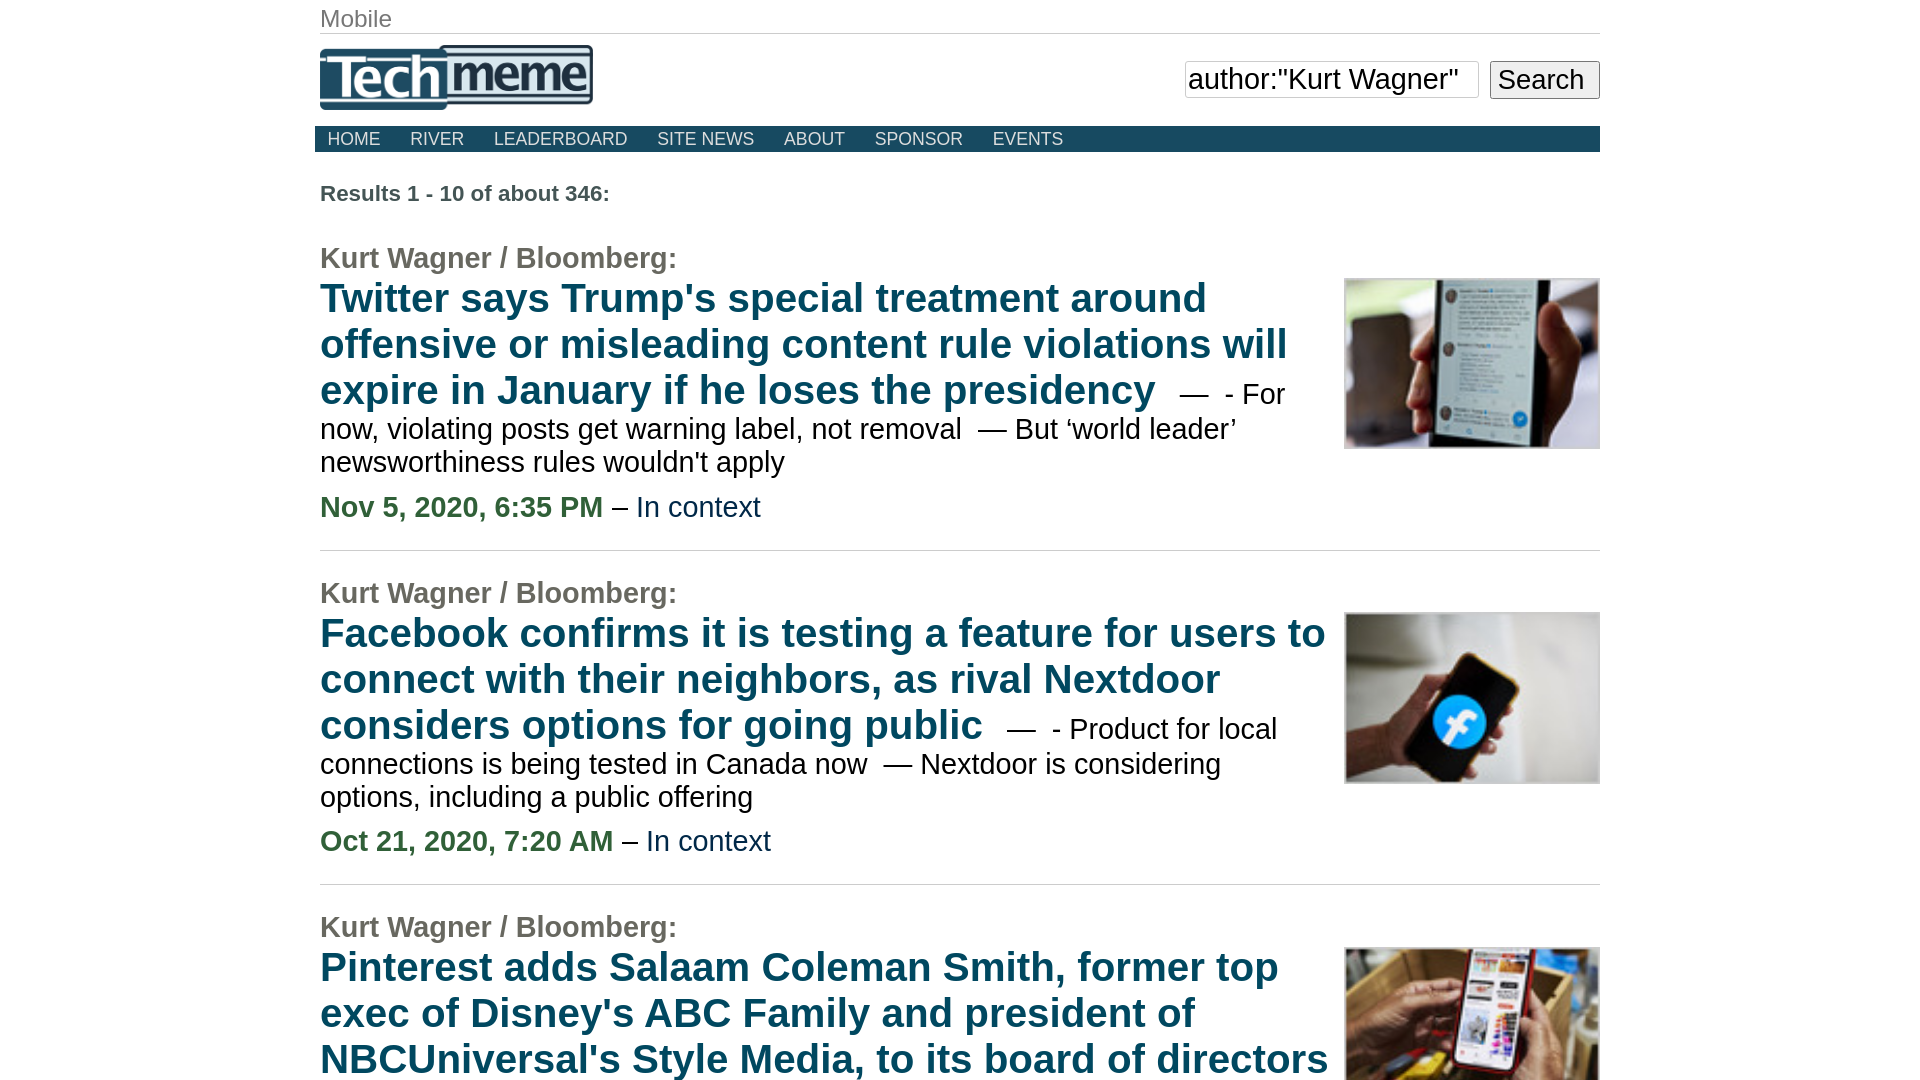 Mobile
Techmeme
author:"Kurt Wagner"
Search
HOME RIVER LEADERBOARD SITE NEWS ABOUT SPONSOR EVENTS
Results 1 - 10 of about 346:
Kurt Wagner / Bloomberg:
Twitter says Trump's special treatment around
offensive or misleading content rule violations will
expire in January if he loses the presidency — - For
now, violating posts get warning label, not removal — But ‘world leader’
newsworthiness rules wouldn't apply
Nov 5, 2020, 6:35 PM – In context
Kurt Wagner / Bloomberg:
Facebook confirms it is testing a feature for users to
connect with their neighbors, as rival Nextdoor
considers options for going public — - Product for local
connections is being tested in Canada now — Nextdoor is considering
options, including a public offering
Oct 21, 2020, 7:20 AM – In context
Kurt Wagner / Bloomberg:
Pinterest adds Salaam Coleman Smith, former top
exec of Disney's ABC Family and president of
NBCUniversal's Style Media, to its board of directors